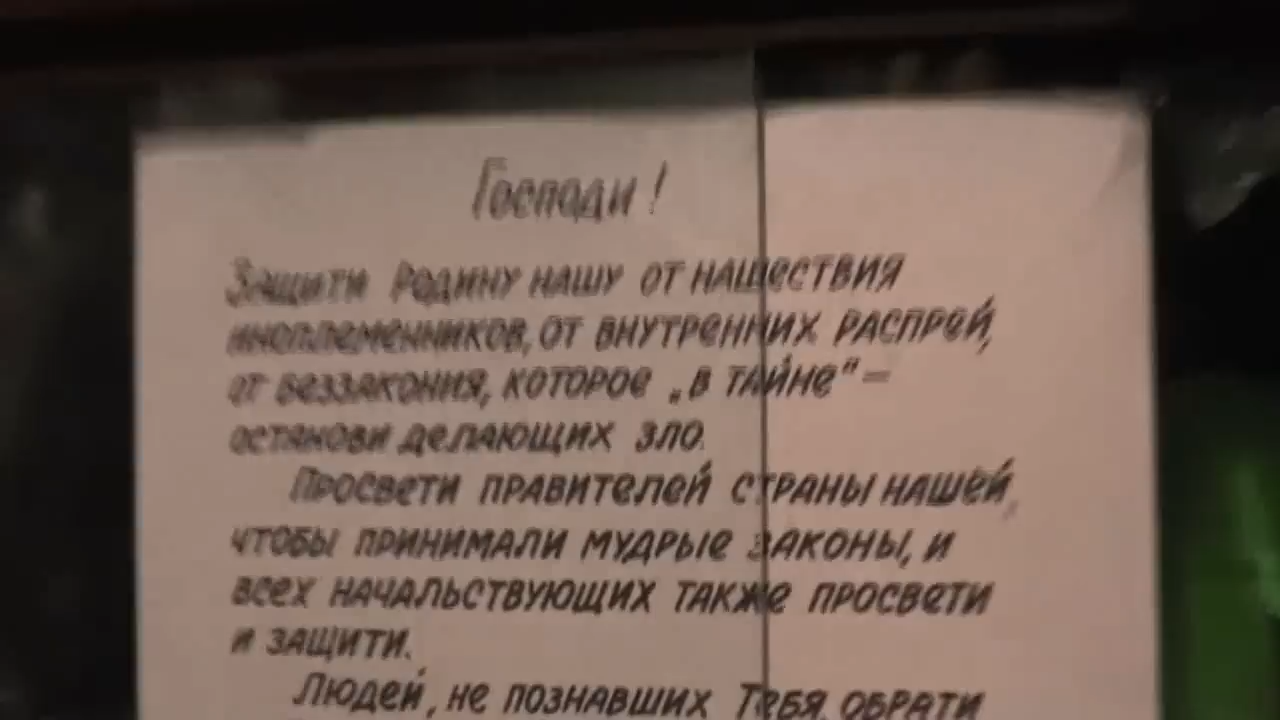 Господи!
Защити Родину нашу от нашествия
иноплеменников, от внутренних распрей,
от беззакония, которое „в тайне“ –
останови делающих зло.
Просвети правителей страны нашей,
чтобы принимали мудрые законы, и
всех начальствующих также просвети
и защити.
Людей, не познавших Тебя, обрати